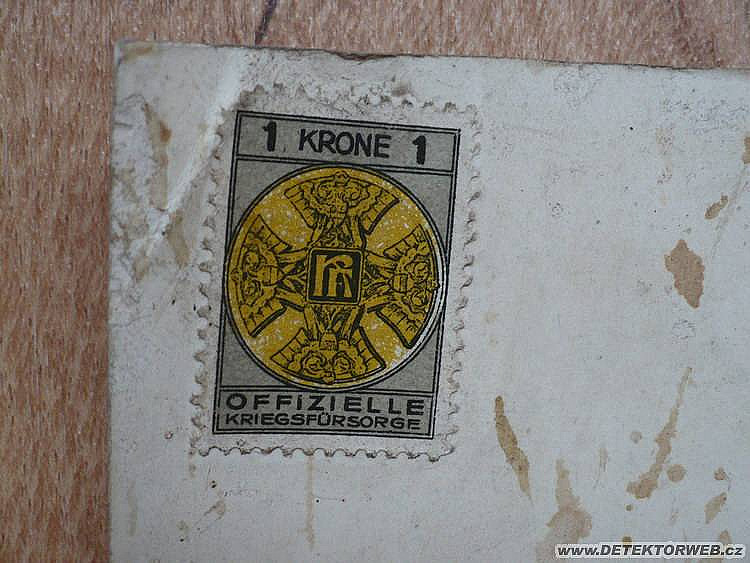 1 KRONE 1
OFFIZIELLE
KRIEGSFÜRSORGE
www.DETEKTORWEB.cz